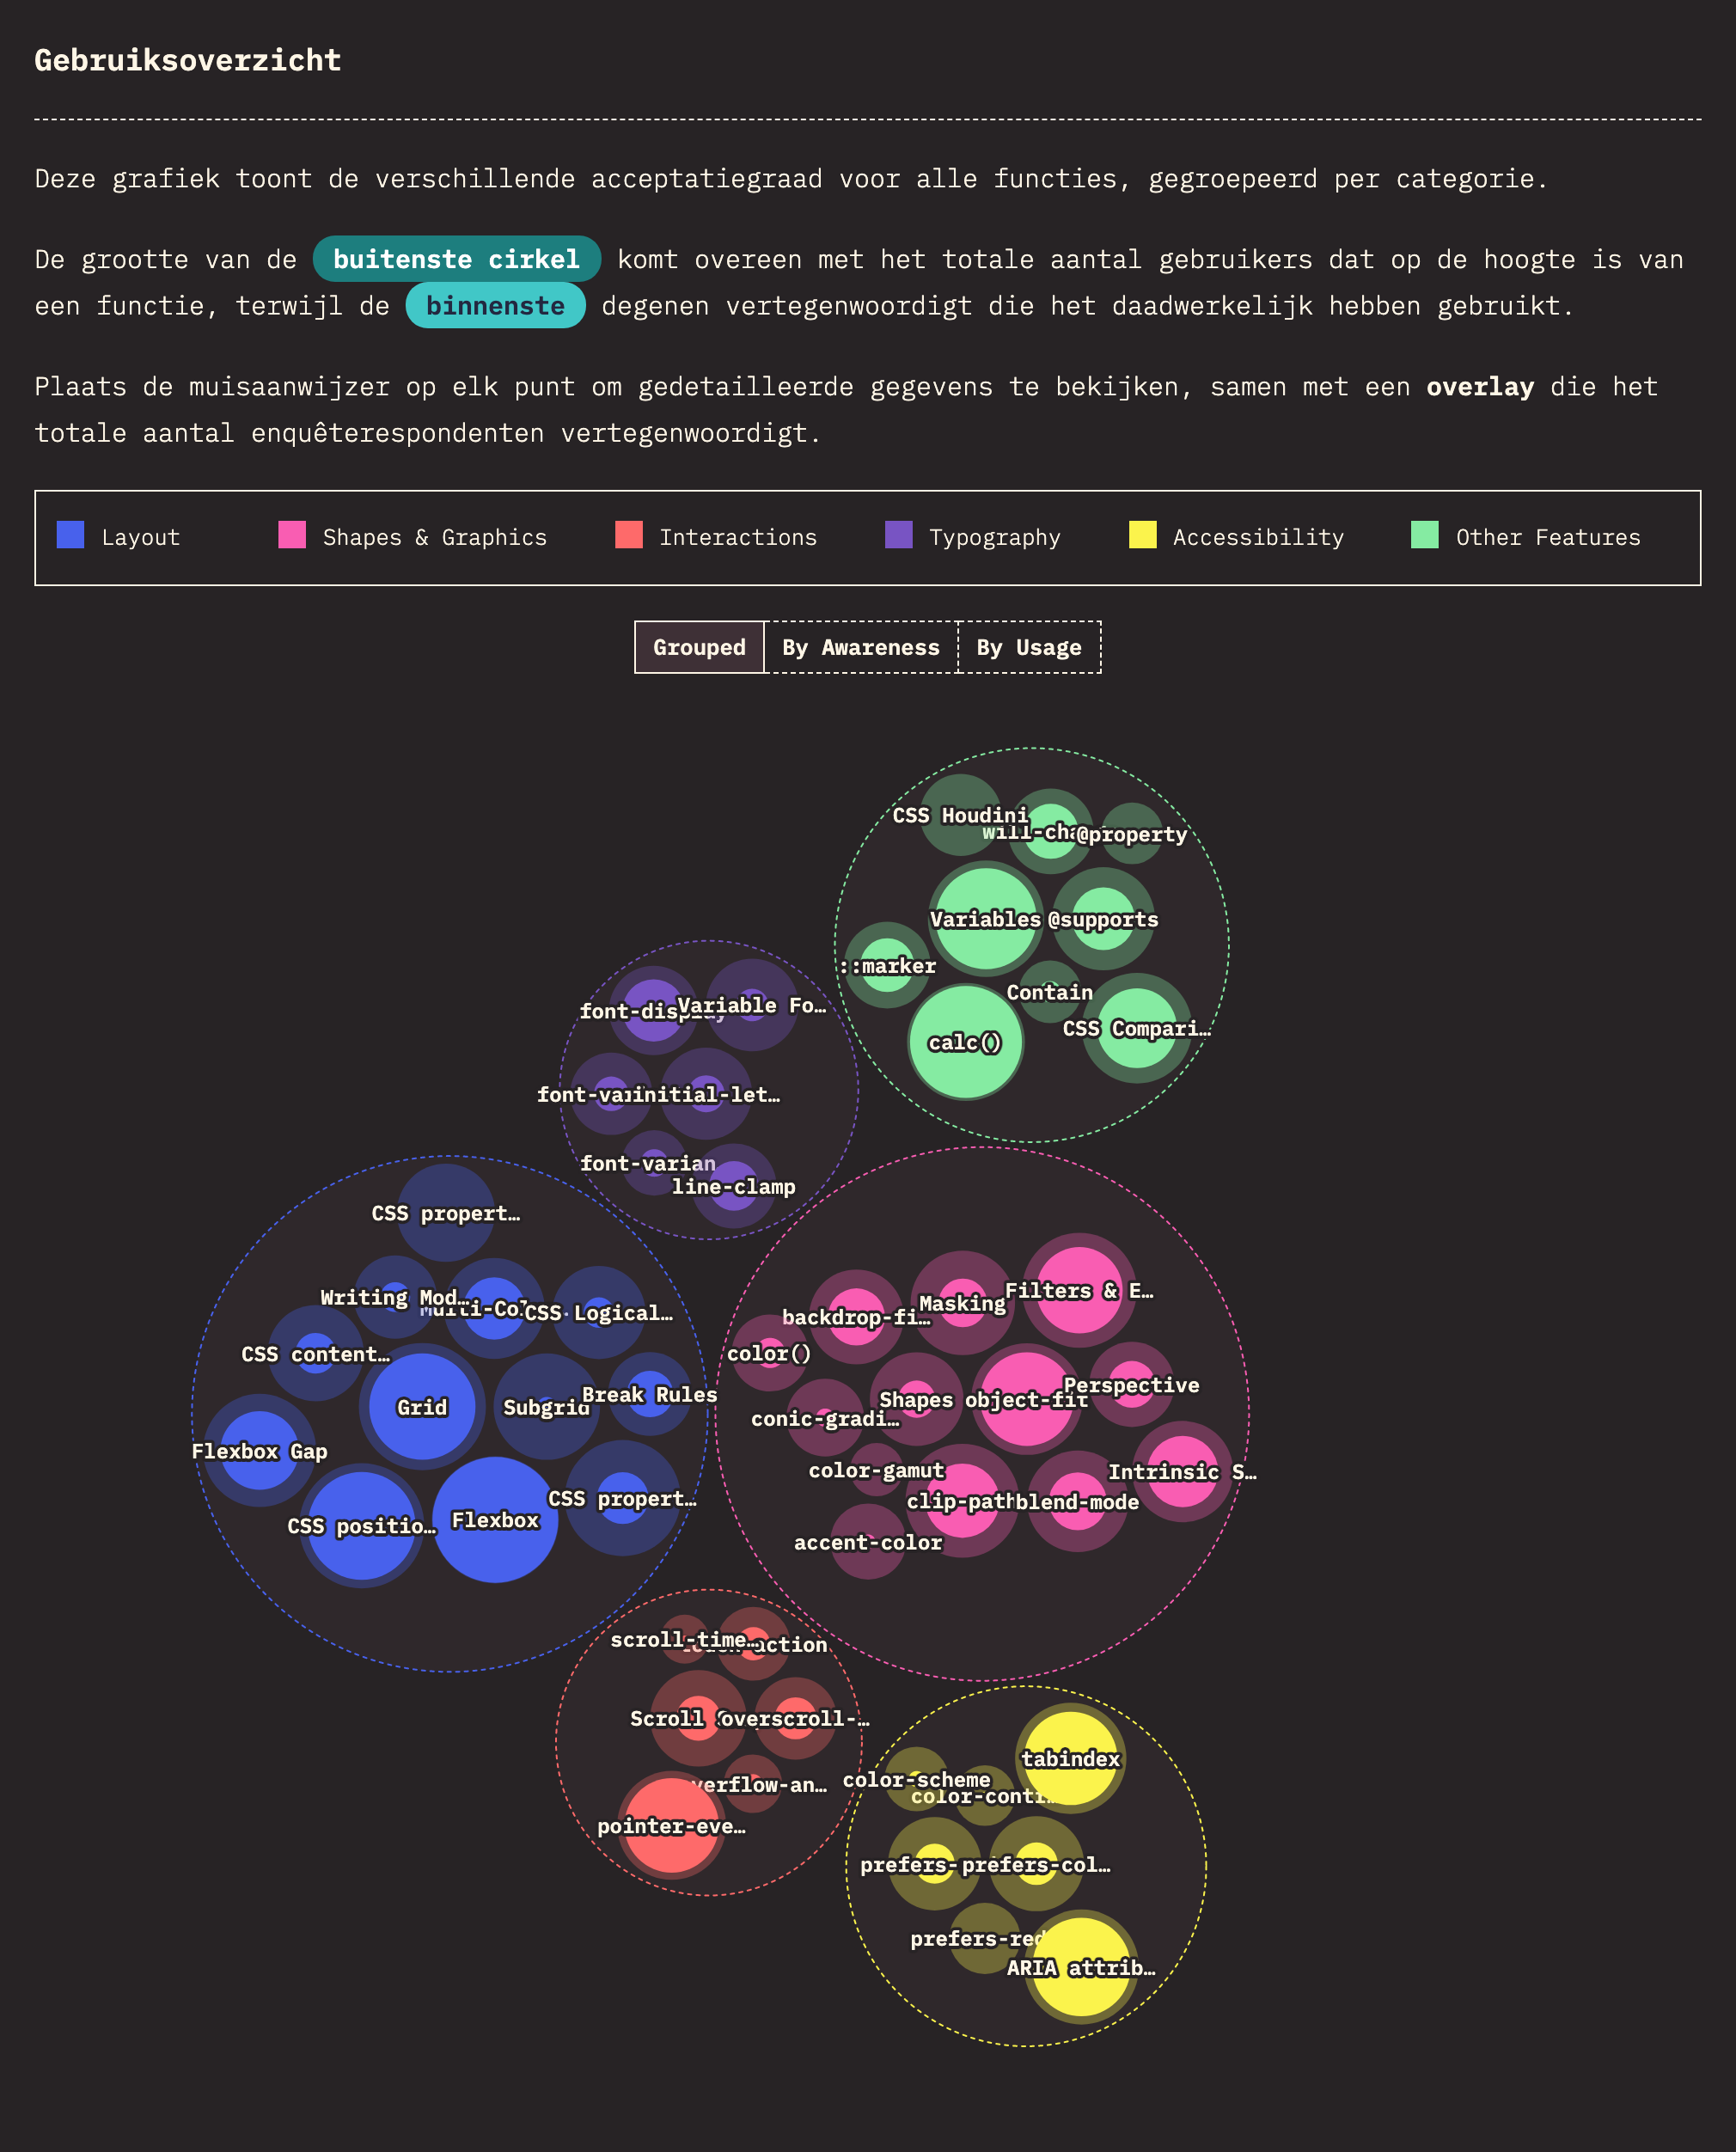 Gebruiksoverzicht
Deze grafiek toont de verschillende acceptatiegraad voor alle functies, gegroepeerd per categorie.
De grootte van de buitenste cirkel komt overeen met het totale aantal gebruikers dat op de hoogte is van
een functie, terwijl de binnenste degenen vertegenwoordigt die het daadwerkelijk hebben gebruikt.
Plaats de muisaanwijzer op elk punt om gedetailleerde gegevens te bekijken, samen met een overlay die het
totale aantal enquêterespondenten vertegenwoordigt.
Layout Shapes & Graphics Interactions Typography Accessibility Other Features
Grouped By Awareness By Usage
CSS Houdini
will-cha @property
Variables @supports
::marker
Contain
CSS Compari…
calc()
font-display Variable Fo…
font-var initial-let…
font-varian
line-clamp
CSS propert…
Writing Mod… Multi-Col CSS Logical…
CSS content…
Grid Subgrid Break Rules
Flexbox Gap
CSS positio… Flexbox CSS propert…
Filters & E…
backdrop-fi… Masking
color()
conic-gradi… Shapes object-fit Perspective
color-gamut Intrinsic S…
clip-path blend-mode
accent-color
scroll-time… action
Scroll overscroll-…
verflow-an…
pointer-eve…
tabindex
color-scheme
color-cont
prefers- prefers-col…
prefers-red
ARIA attrib…